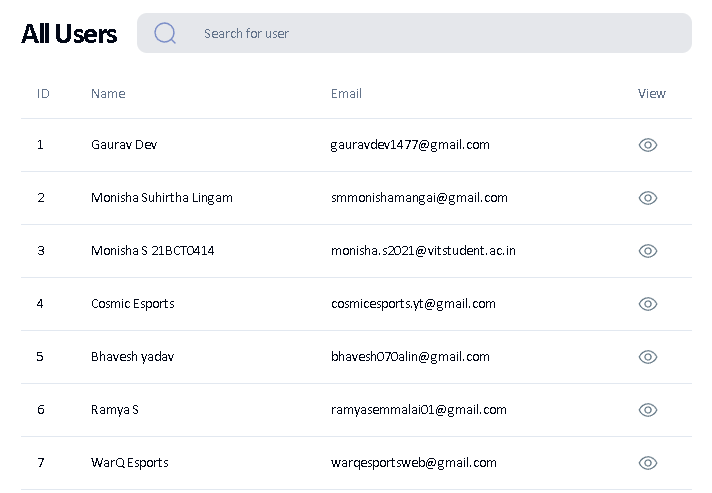 All Users
Search for user
ID Name Email View
1 Gaurav Dev gauravdev1477@gmail.com
2 Monisha Suhirtha Lingam smmonishamangai@gmail.com
3 Monisha S 21BCT0414 monisha.s2021@vitstudent.ac.in
4 Cosmic Esports cosmicesports.yt@gmail.com
5 Bhavesh yadav bhavesh070alin@gmail.com
6 Ramya S ramyasemmalai01@gmail.com
7 WarQ Esports warqesportsweb@gmail.com